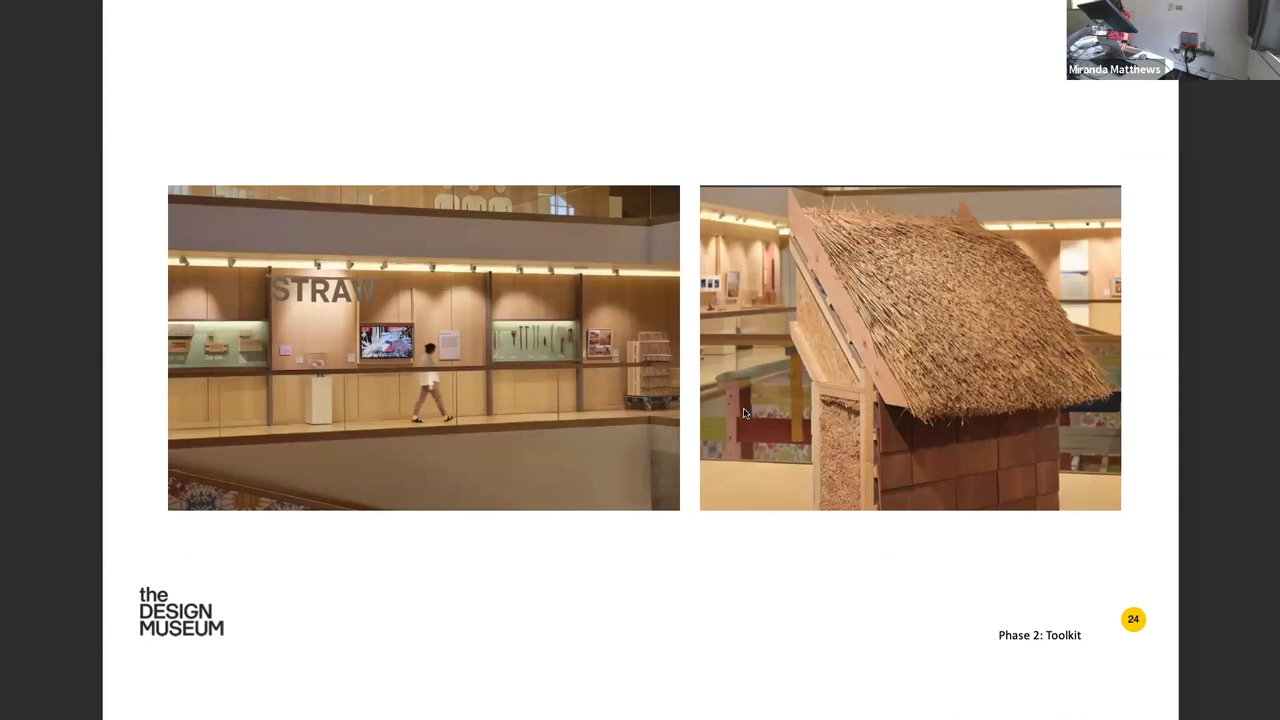 Miranda Matthews
STRAW
the
DESIGN
MUSEUM
Phase 2: Toolkit
24